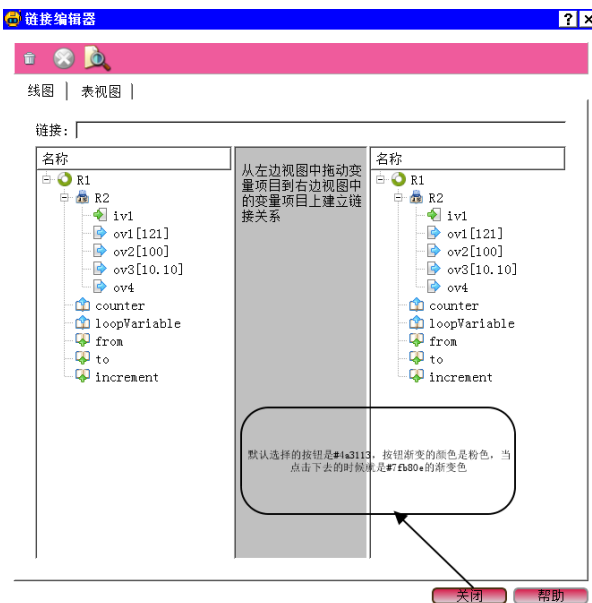 链接编辑器
线图 | 表视图 |
链接:
名称
R1
R2
iv1
ov1[121]
ov2[100]
ov3[10.10]
ov4
counter
loopVariable
from
to
increment
从左边视图中拖动变
量项目到右边视图中
的变量项目上建立链
接关系
名称
R1
R2
iv1
ov1[121]
ov2[100]
ov3[10.10]
ov4
counter
loopVariable
from
to
increment
默认选择的按钮是#4a3113，按钮渐变的颜色是粉色，当
点击下去的时候就是#7fb80e的渐变色
关闭
帮助